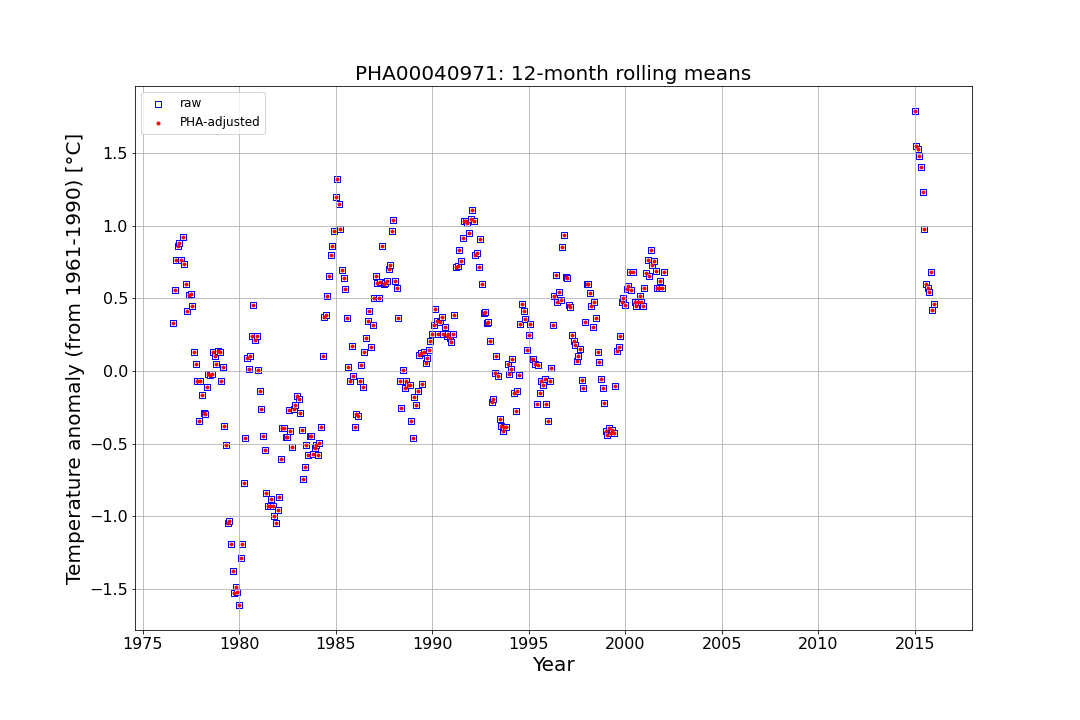 PHA00040971: 12-month rolling means
raw
PHA-adjusted
Temperature anomaly (from 1961-1990) [°C]
1.5
1.0
0.5
0.0
−0.5
−1.0
−1.5
1975 1980 1985 1990 1995 2000 2005 2010 2015
Year